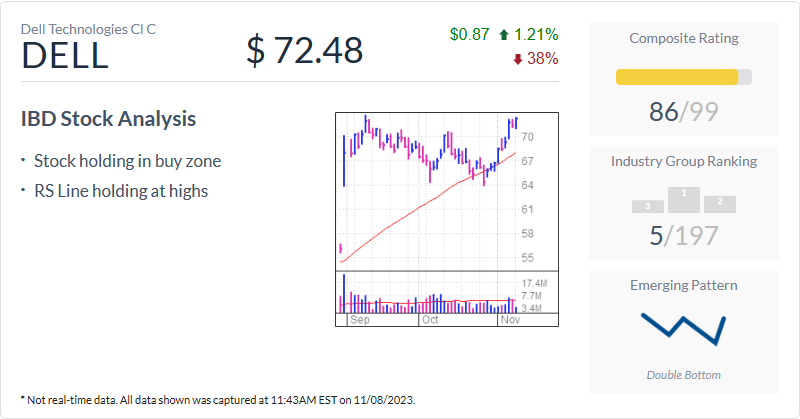 Dell Technologies Cl C
DELL
$ 72.48
$0.87 1.21%
38%
IBD Stock Analysis
• Stock holding in buy zone
• RS Line holding at highs
70
67
64
61
58
55
17.4M
7.7M
3.4M
Sep Oct Nov
Composite Rating
86/99
Industry Group Ranking
3 1 2
5/197
Emerging Pattern
Double Bottom
* Not real-time data. All data shown was captured at 11:43AM EST on 11/08/2023.